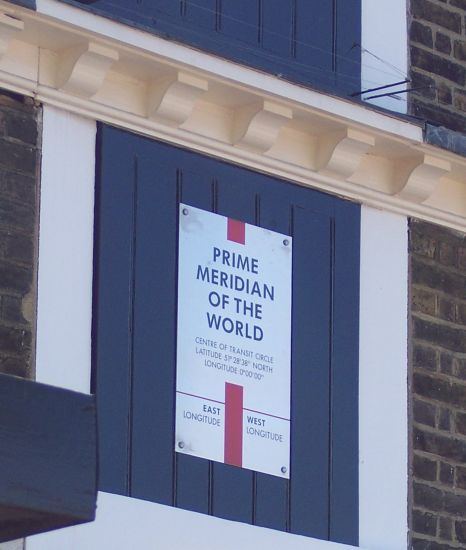 PRIME
MERIDIAN
OF THE
WORLD
CENTRE OF TRANSIT CIRCLE
LATITUDE 51° 28'38" NORTH
LONGITUDE 0°00'00"
EAST
LONGITUDE
WEST
LONGITUDE